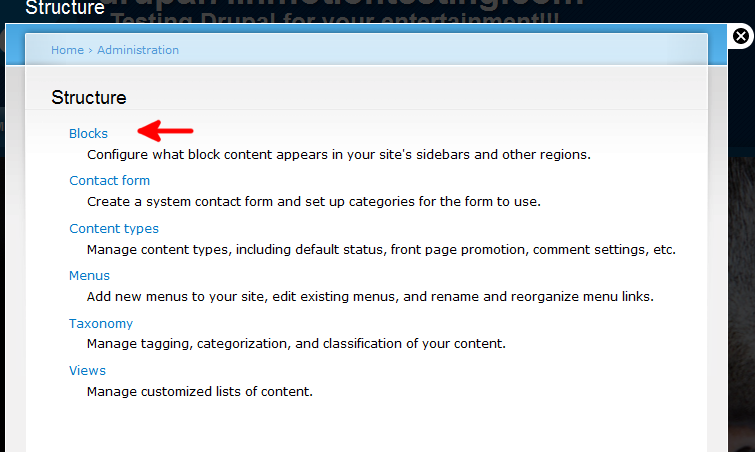 Structure
Testing Drupal for your entertainment!!!
Home › Administration
Structure
Blocks
Configure what block content appears in your site's sidebars and other regions.
Contact form
Create a system contact form and set up categories for the form to use.
Content types
Manage content types, including default status, front page promotion, comment settings, etc.
Menus
Add new menus to your site, edit existing menus, and rename and reorganize menu links.
Taxonomy
Manage tagging, categorization, and classification of your content.
Views
Manage customized lists of content.